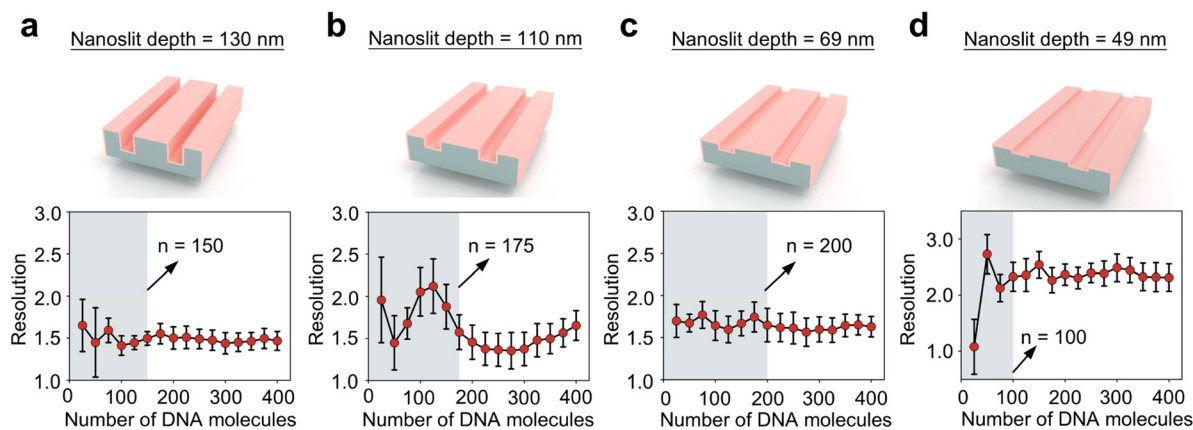 a
Nanoslit depth = 130 nm
b
Nanoslit depth = 110 nm
c
Nanoslit depth = 69 nm
d
Nanoslit depth = 49 nm
3.0
2.5
2.0
1.5
1.0
Resolution
n = 150
0 100 200 300 400
Number of DNA molecules
3.0
2.5
2.0
1.5
1.0
Resolution
n = 175
0 100 200 300 400
Number of DNA molecules
3.0
2.5
2.0
1.5
1.0
Resolution
n = 200
0 100 200 300 400
Number of DNA molecules
3.0
2.0
1.0
Resolution
n = 100
0 100 200 300 400
Number of DNA molecules